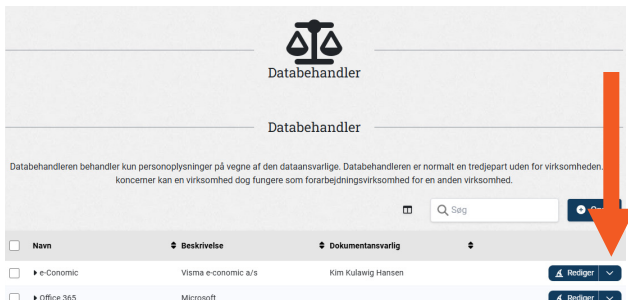 Databehandler
Databehandler
Databehandleren behandler kun personoplysninger på vegne af den dataansvarlige. Databehandleren er normalt en tredjepart uden for virksomheden.
koncerner kan en virksomhed dog fungere som forarbejdningsvirksomhed for en anden virksomhed.
Søg
Navn Beskrivelse Dokumentansvarlig
e-Conomic Visma e-conomic a/s Kim Kulawig Hansen Rediger
Office 365 Microsoft Rediger